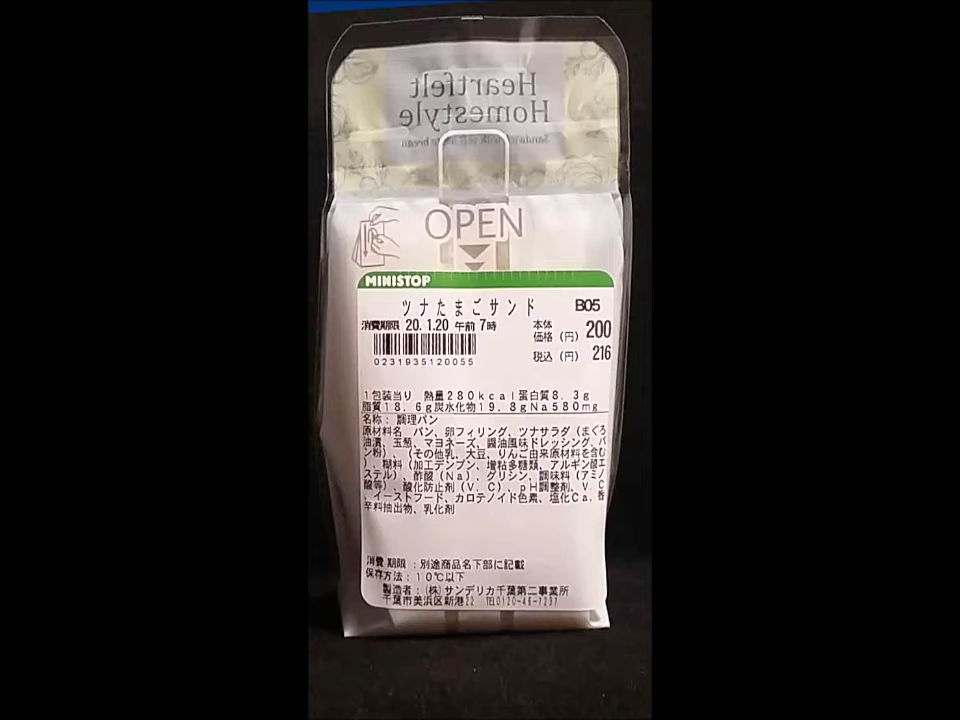 Heartfelt
Homestyle
OPEN
MINISTOP
ツナたまごサンド B05
消費期限 20.1.20 午前7時
本体
価格(円) 200
税込(円) 216
0231935120055
1包装当り 熱量280kcal蛋白質8.3g
脂質18.6g炭水化物19.8gNa580mg
名称:調理パン
原材料名 パン、卵フィリング、ツナサラダ(まぐろ
油漬、玉葱、マヨネーズ、醤油風味ドレッシング、パ
ン粉)、(その他乳、大豆、りんご由来原材料を含む
)、糊料(加工デンプン、増粘多糖類、アルギン酸エ
ステル)、酢酸(Na)、グリシン、調味料(アミノ
酸等)、酸化防止剤(V.C)、pH調整剤、V.C
、イーストフード、カロテノイド色素、塩化Ca、香
辛料抽出物、乳化剤
消費期限:別途商品名下部に記載
保存方法:10℃以下
製造者:(株)サンデリカ千葉第二事業所
千葉市美浜区新港22 TEL0120-46-7237